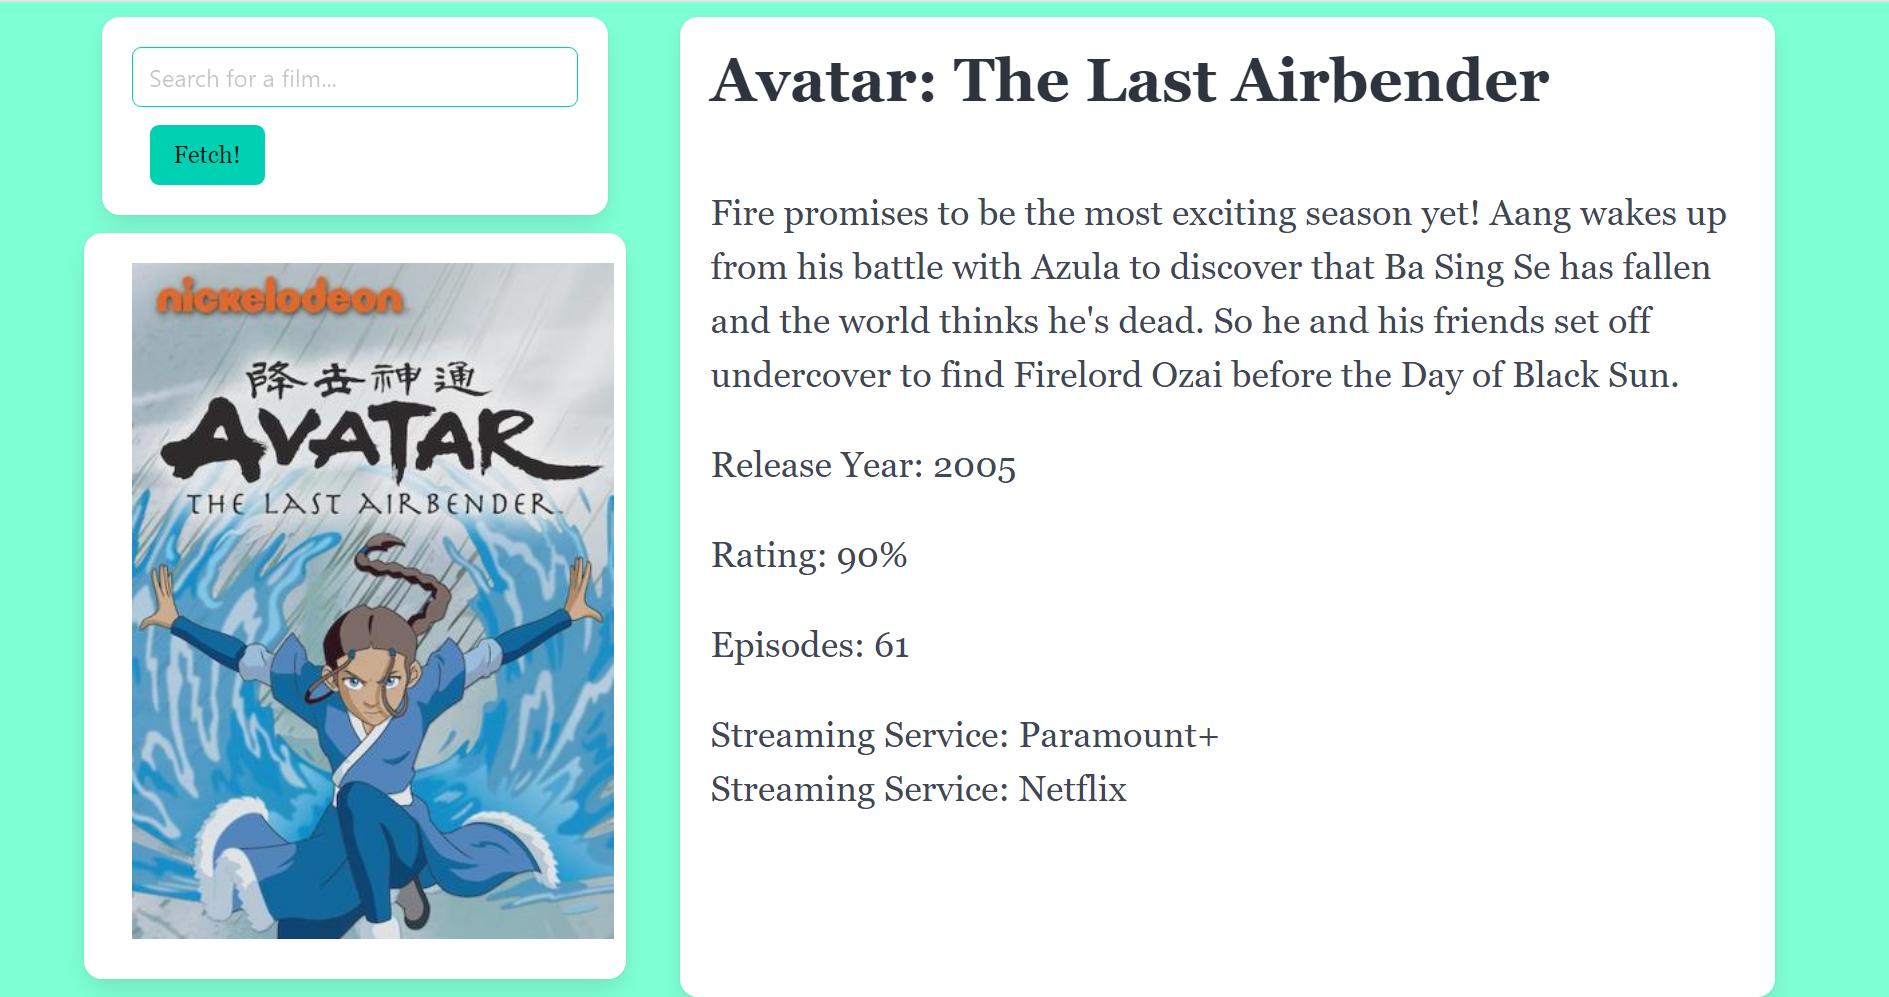 Search for a film...
Fetch!
nickelodeon
降去神通
AVATAR
THE LAST AIRBENDER™
Avatar: The Last Airbender
Fire promises to be the most exciting season yet! Aang wakes up
from his battle with Azula to discover that Ba Sing Se has fallen
and the world thinks he's dead. So he and his friends set off
undercover to find Firelord Ozai before the Day of Black Sun.
Release Year: 2005
Rating: 90%
Episodes: 61
Streaming Service: Paramount+
Streaming Service: Netflix